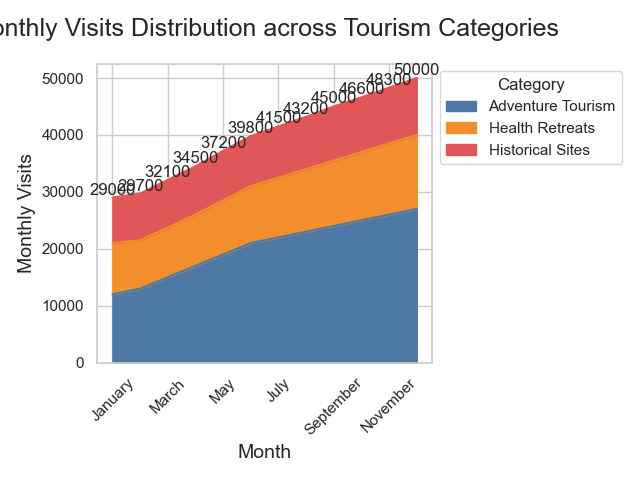 onthly Visits Distribution across Tourism Categories
Monthly Visits
50000
40000
30000
20000
10000
0
29000
29700
32100
34500
37200
39800
41500
43200
45000
46600
48300
50000
Category
Adventure Tourism
Health Retreats
Historical Sites
January
March
May
July
September
November
Month